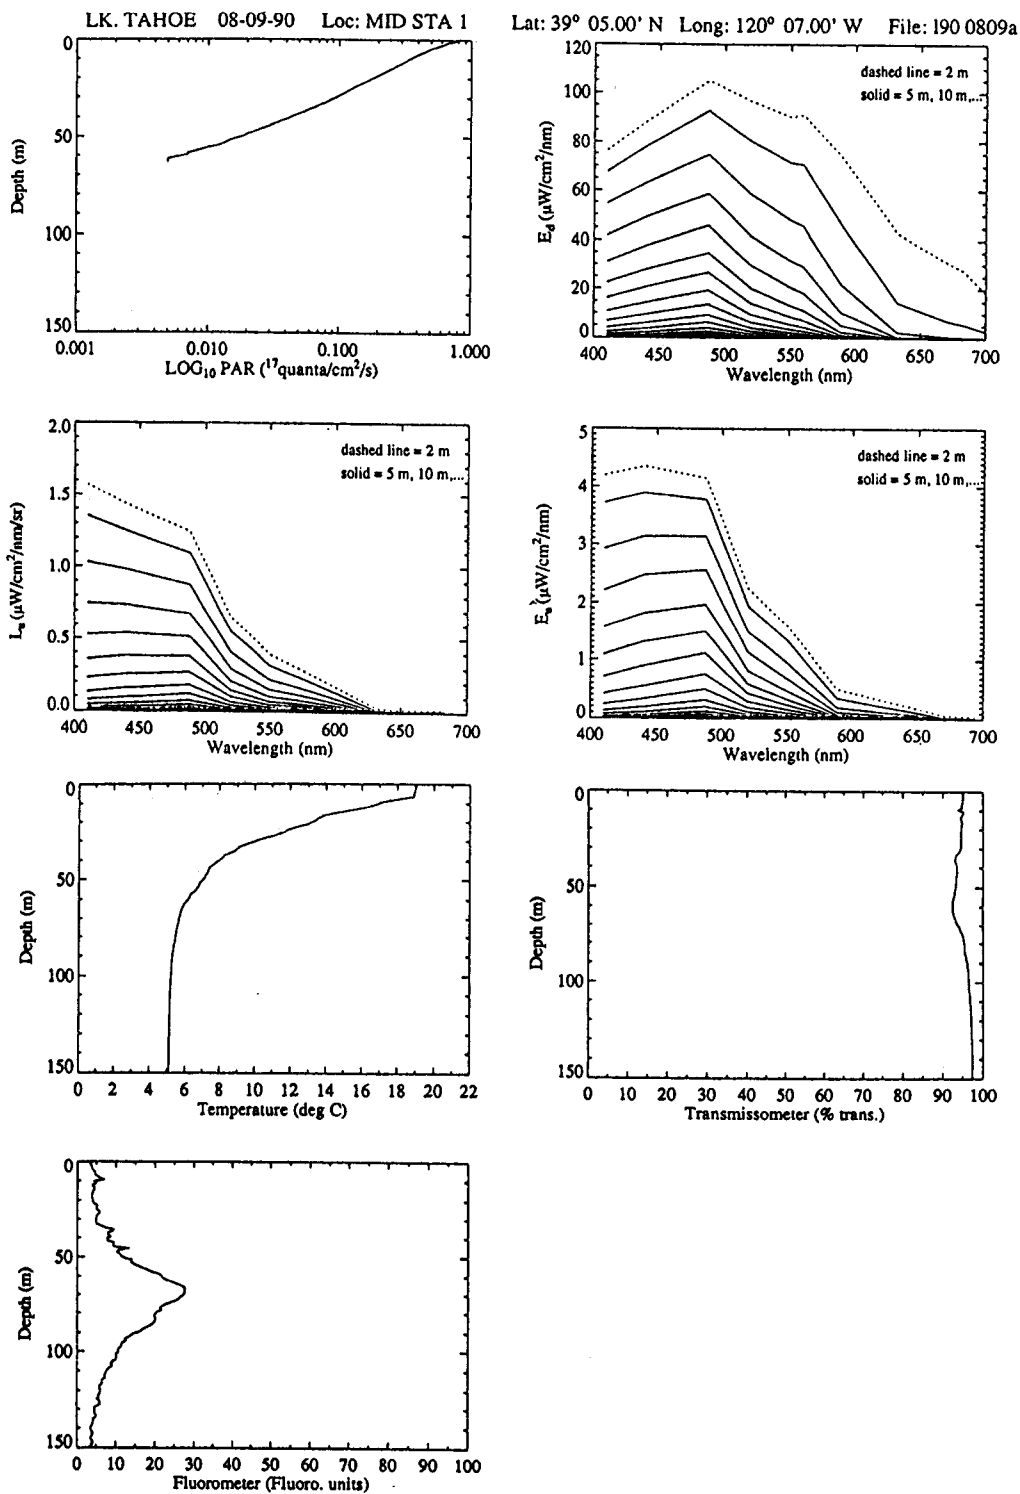 LK. TAHOE 08-09-90 Loc: MID STA 1 Lat: 39° 05.00' N Long: 120° 07.00' W File: l90 0809a
0
50
100
150
Depth (m)
0.001 0.010 0.100 1.000
LOG10 PAR (17quanta/cm2/s)
120
100
80
60
40
20
0
Ed (μW/cm2/nm)
dashed line = 2 m
solid = 5 m, 10 m,...
400 450 500 550 600 650 700
Wavelength (nm)
2.0
1.5
1.0
0.5
0.0
Lu (μW/cm2/nm/sr)
dashed line = 2 m
solid = 5 m, 10 m,...
400 450 500 550 600 650 700
Wavelength (nm)
5
4
3
2
1
0
Eu (μW/cm2/nm)
dashed line = 2 m
solid = 5 m, 10 m,...
400 450 500 550 600 650 700
Wavelength (nm)
0
50
100
150
Depth (m)
0 2 4 6 8 10 12 14 16 18 20 22
Temperature (deg C)
0
50
100
150
Depth (m)
0 10 20 30 40 50 60 70 80 90 100
Transmissometer (% trans.)
0
50
100
150
Depth (m)
0 10 20 30 40 50 60 70 80 90 100
Fluorometer (Fluoro. units)